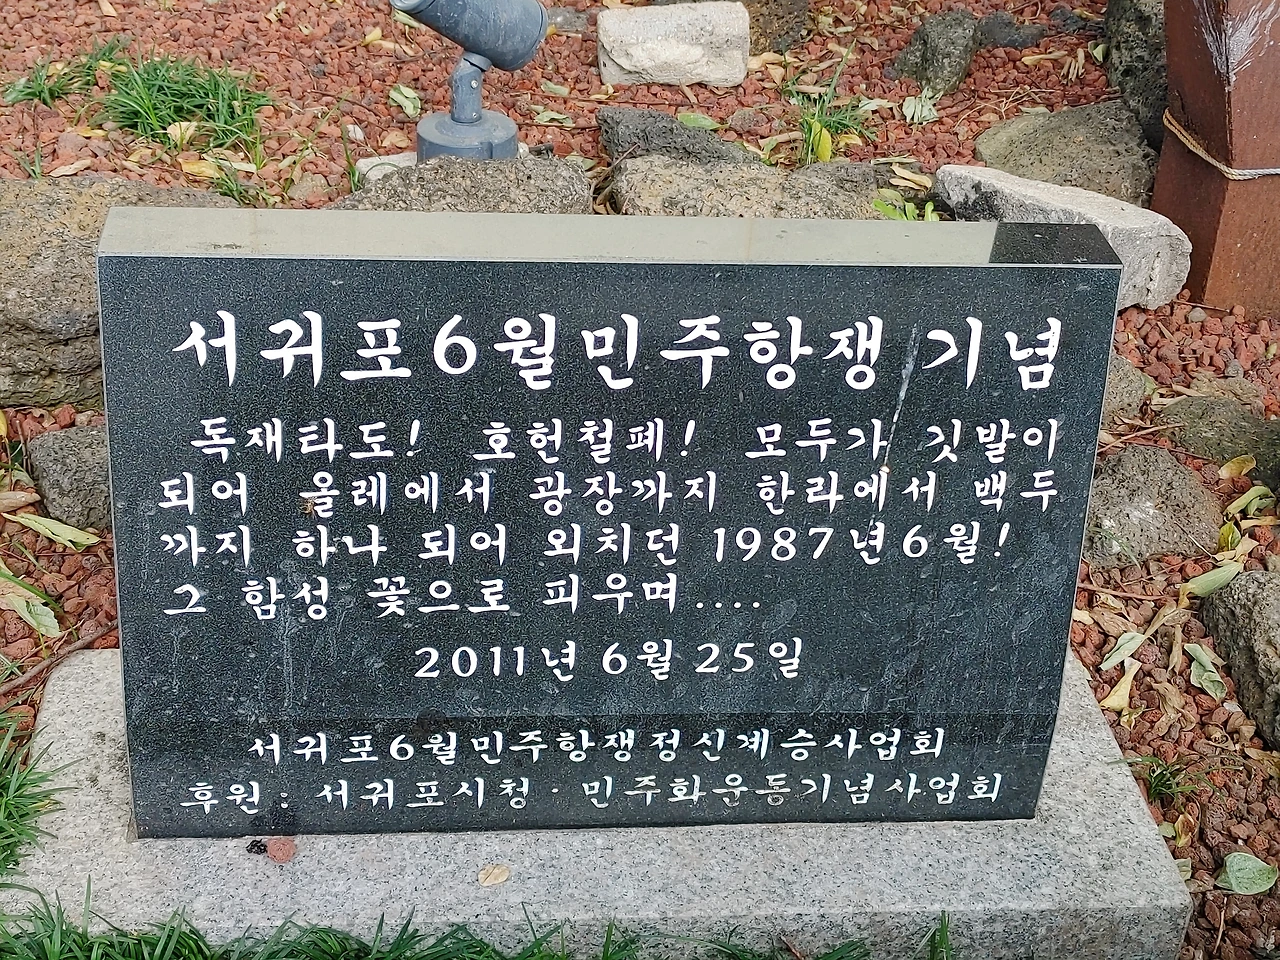 서귀포6월민주항쟁 기념
독재타도! 호헌철폐! 모두가 깃발이
되어 올레에서 광장까지 한라에서 백두
까지 하나 되어 외치던 1987년6월!
그 함성 꽃으로 피우며....
2011년 6월 25일
서귀포6월민주항쟁정신계승사업회
후원 : 서귀포시청 · 민주화운동기념사업회